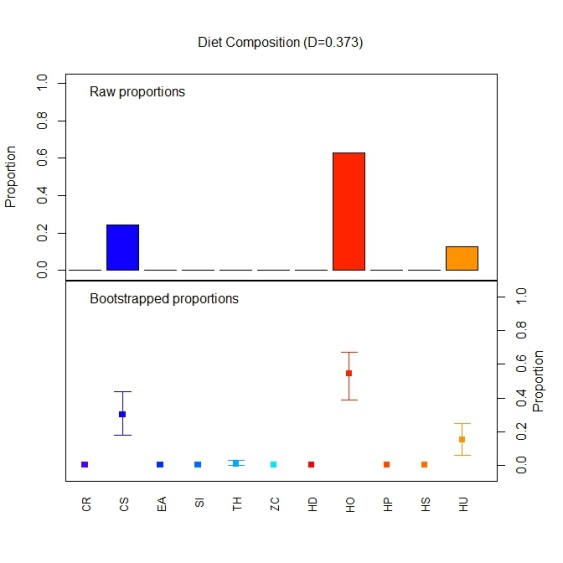 Diet Composition (D=0.373)
Raw proportions
Proportion
1.0
0.8
0.6
0.4
0.2
0.0
Bootstrapped proportions
Proportion
1.0
0.8
0.6
0.4
0.2
0.0
CR CS EA SI TH ZC HD HO HP HS HU